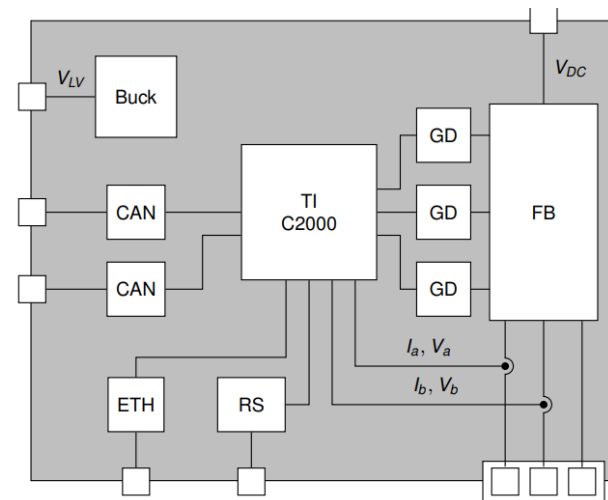 V_LV
Buck
V_DC
GD
TI
C2000
CAN
GD
FB
CAN
GD
I_a, V_a
I_b, V_b
ETH
RS